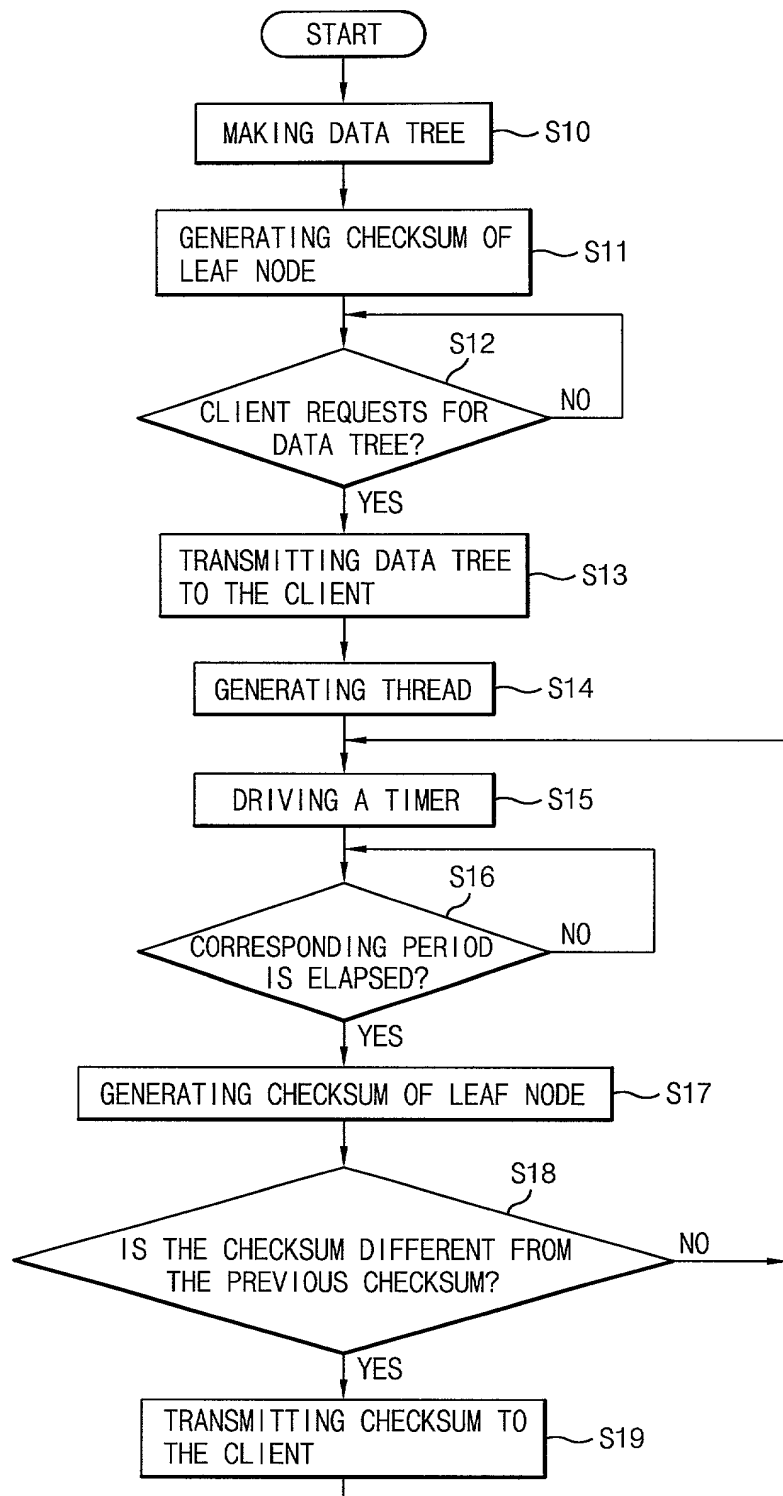 START
MAKING DATA TREE
S10
GENERATING CHECKSUM OF
LEAF NODE
S11
S12
CLIENT REQUESTS FOR
DATA TREE?
NO
YES
TRANSMITTING DATA TREE
TO THE CLIENT
S13
GENERATING THREAD
S14
DRIVING A TIMER
S15
S16
CORRESPONDING PERIOD
IS ELAPSED?
NO
YES
GENERATING CHECKSUM OF LEAF NODE
S17
S18
IS THE CHECKSUM DIFFERENT FROM
THE PREVIOUS CHECKSUM?
NO
YES
TRANSMITTING CHECKSUM TO
THE CLIENT
S19